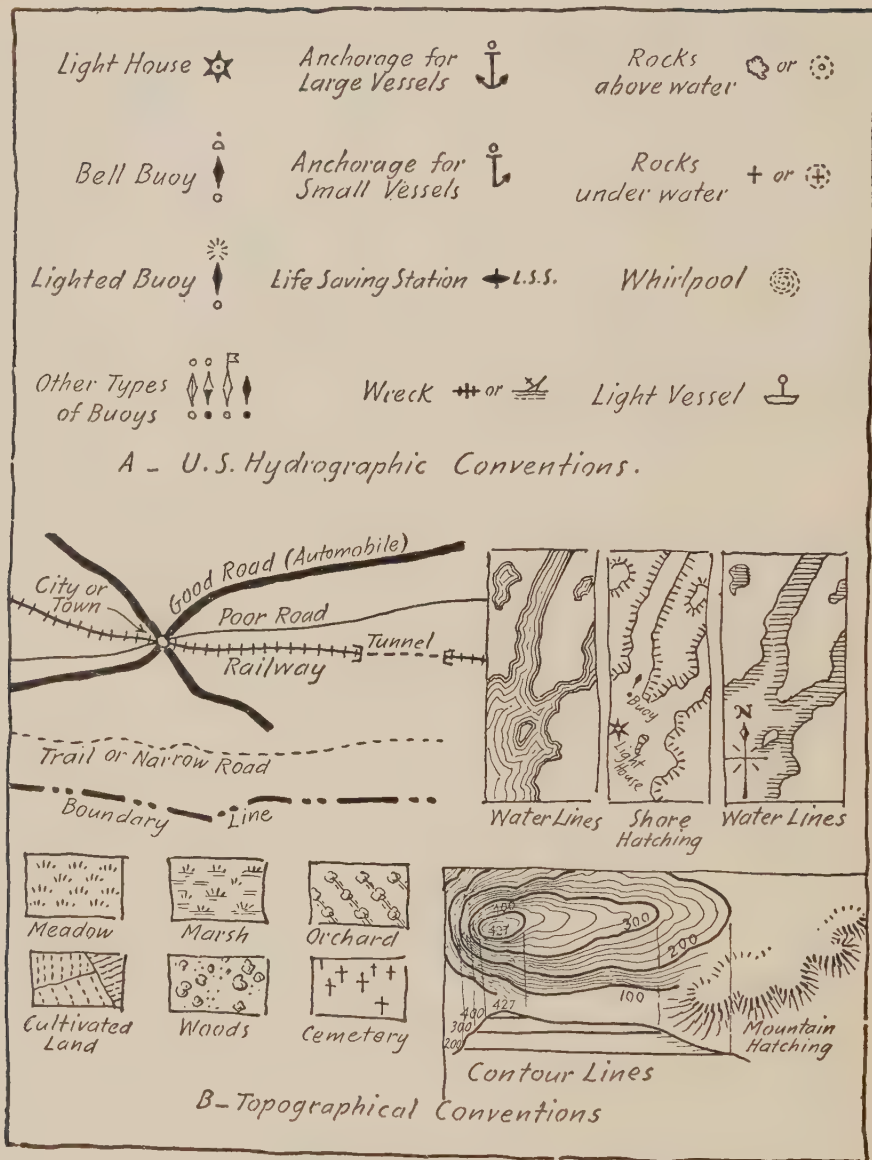 Light House
Anchorage for
Large Vessels
Rocks
above water
or
Bell Buoy
Anchorage for
Small Vessels
Rocks
under water
or
Lighted Buoy
Life Saving Station
L.S.S.
Whirlpool
Other Types
of Buoys
Wreck
or
Light Vessel
A - U.S. Hydrographic Conventions.
City or
Town
Good Road (Automobile)
Poor Road
Railway
Tunnel
Trail or Narrow Road
Boundary Line
Buoy
Light
House
N
Water Lines
Shore
Hatching
Water Lines
Meadow
Marsh
Orchard
Cultivated
Land
Woods
Cemetery
400
427
300
200
100
427
400
300
200
Mountain
Hatching
Contour Lines
B - Topographical Conventions